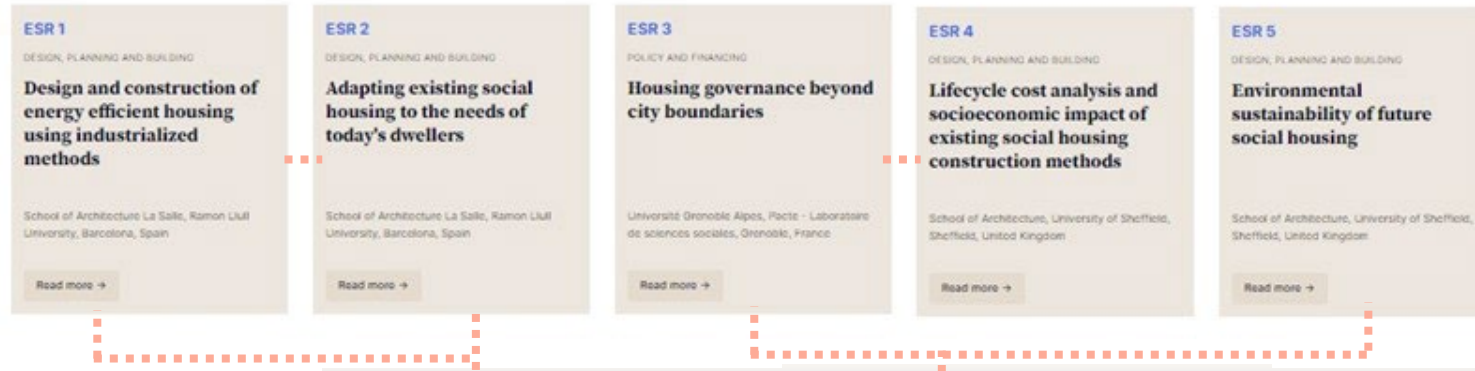 ESR 1
DESIGN, PLANNING AND BUILDING
Design and construction of
energy efficient housing
using industrialized
methods
School of Architecture La Salle, Ramon Llull
University, Barcelona, Spain
Read more →
ESR 2
DESIGN, PLANNING AND BUILDING
Adapting existing social
housing to the needs of
today's dwellers
School of Architecture La Salle, Ramon Llull
University, Barcelona, Spain
Read more →
ESR 3
POLICY AND FINANCING
Housing governance beyond
city boundaries
Université Grenoble Alpes, Pacte - Laboratoire
de sciences sociales, Grenoble, France
Read more →
ESR 4
DESIGN, PLANNING AND BUILDING
Lifecycle cost analysis and
socioeconomic impact of
existing social housing
construction methods
School of Architecture, University of Sheffield,
Sheffield, United Kingdom
Read more →
ESR 5
DESIGN, PLANNING AND BUILDING
Environmental
sustainability of future
social housing
School of Architecture, University of Sheffield,
Sheffield, United Kingdom
Read more →